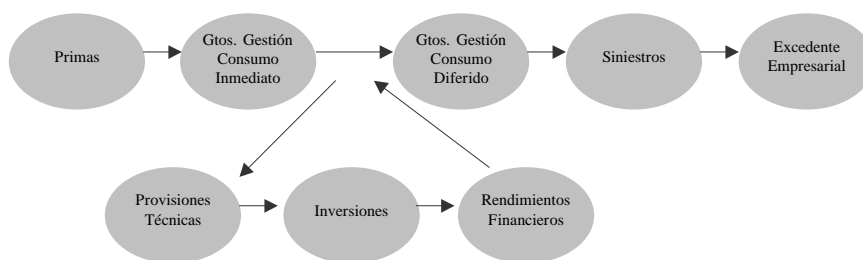 Primas
Gtos. Gestión
Consumo
Inmediato
Gtos. Gestión
Consumo
Diferido
Siniestros
Excedente
Empresarial
Provisiones
Técnicas
Inversiones
Rendimientos
Financieros